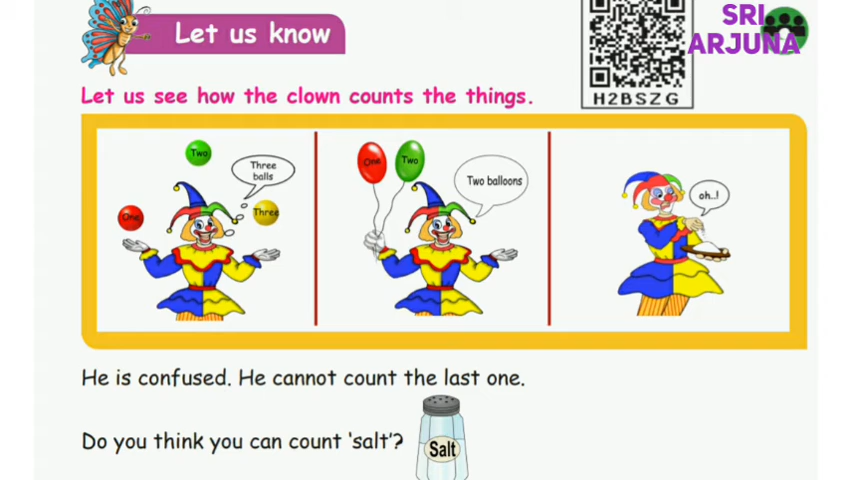 Let us know
SRI
ARJUNA
H2BSZG
Let us see how the clown counts the things.
Two
Three
balls
One
Three
One
Two
Two balloons
oh..!
He is confused. He cannot count the last one.
Do you think you can count 'salt'?
Salt